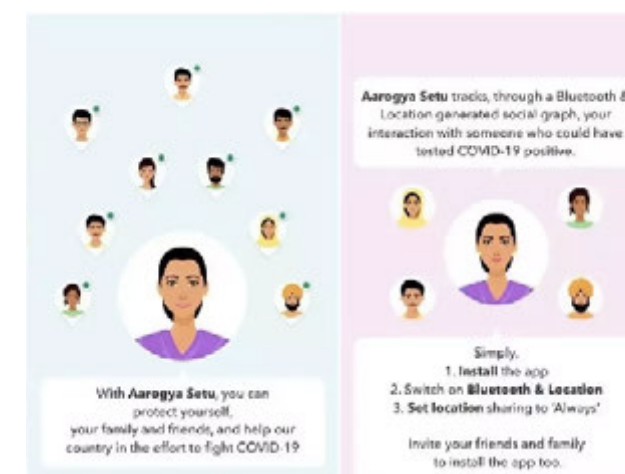 With Aarogya Setu, you can
protect yourself,
your family and friends, and help our
country in the effort to fight COVID-19
Aarogya Setu tracks, through a Bluetooth &
Location generated social graph, your
interaction with someone who could have
tested COVID-19 positive.
Simply,
1. Install the app
2. Switch on Bluetooth & Location
3. Set location sharing to 'Always'
Invite your friends and family
to install the app too.